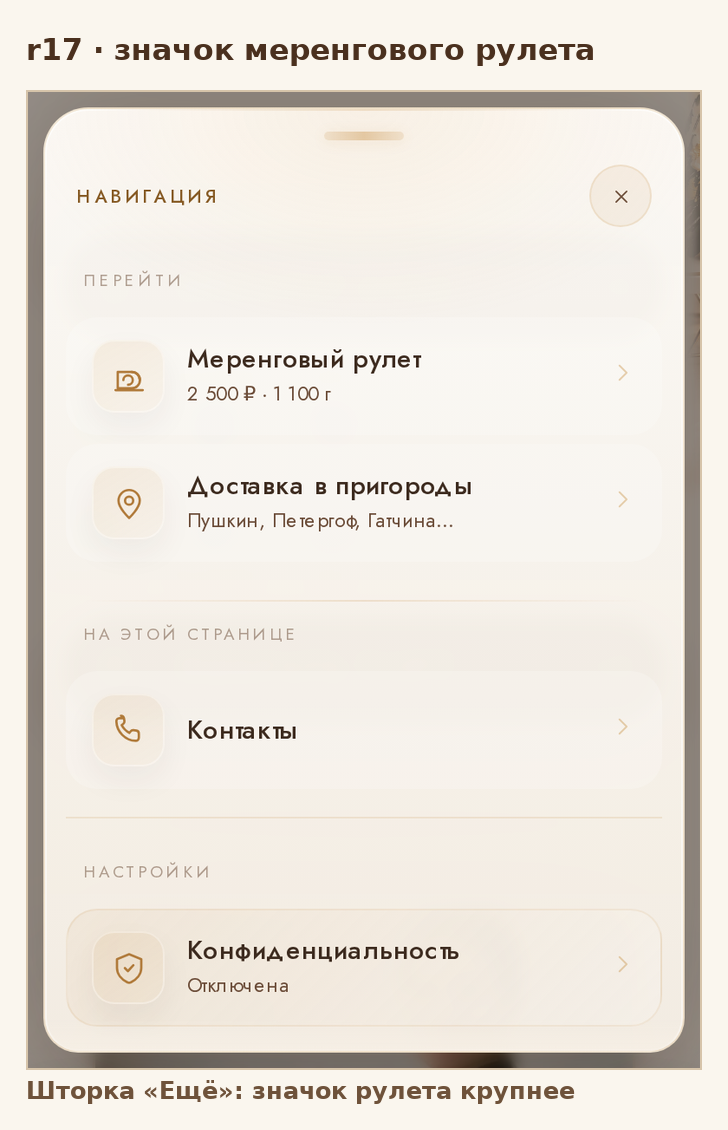 r17 · значок меренгового рулета
НАВИГАЦИЯ
ПЕРЕЙТИ
Меренговый рулет
2 500 ₽ · 1 100 г
Доставка в пригороды
Пушкин, Петергоф, Гатчина...
НА ЭТОЙ СТРАНИЦЕ
Контакты
НАСТРОЙКИ
Конфиденциальность
Отключена
Шторка «Ещё»: значок рулета крупнее